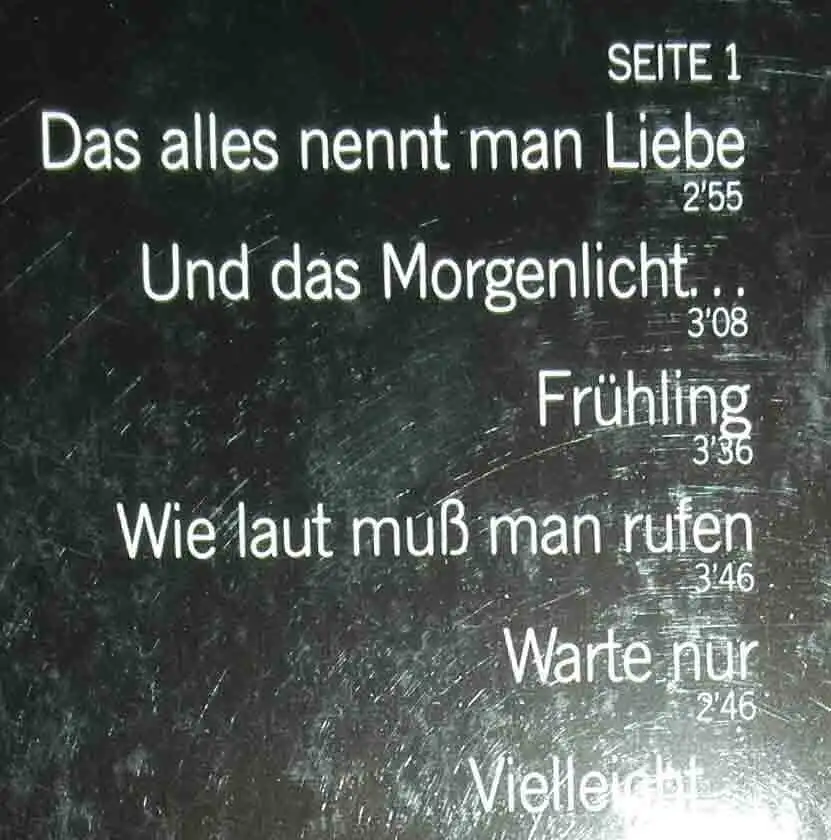 SEITE 1
Das alles nennt man Liebe
2'55
Und das Morgenlicht...
3'08
Frühling
3'36
Wie laut muß man rufen
3'46
Warte nur
2'46
Vielleicht...